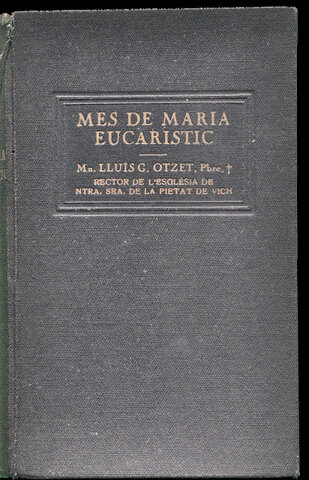 MES DE MARIA
EUCARISTIC
Mn. LLUÍS G. OTZET, Pbre. †
RECTOR DE L'ESGLÉSIA DE
NTRA. SRA. DE LA PIETAT DE VICH